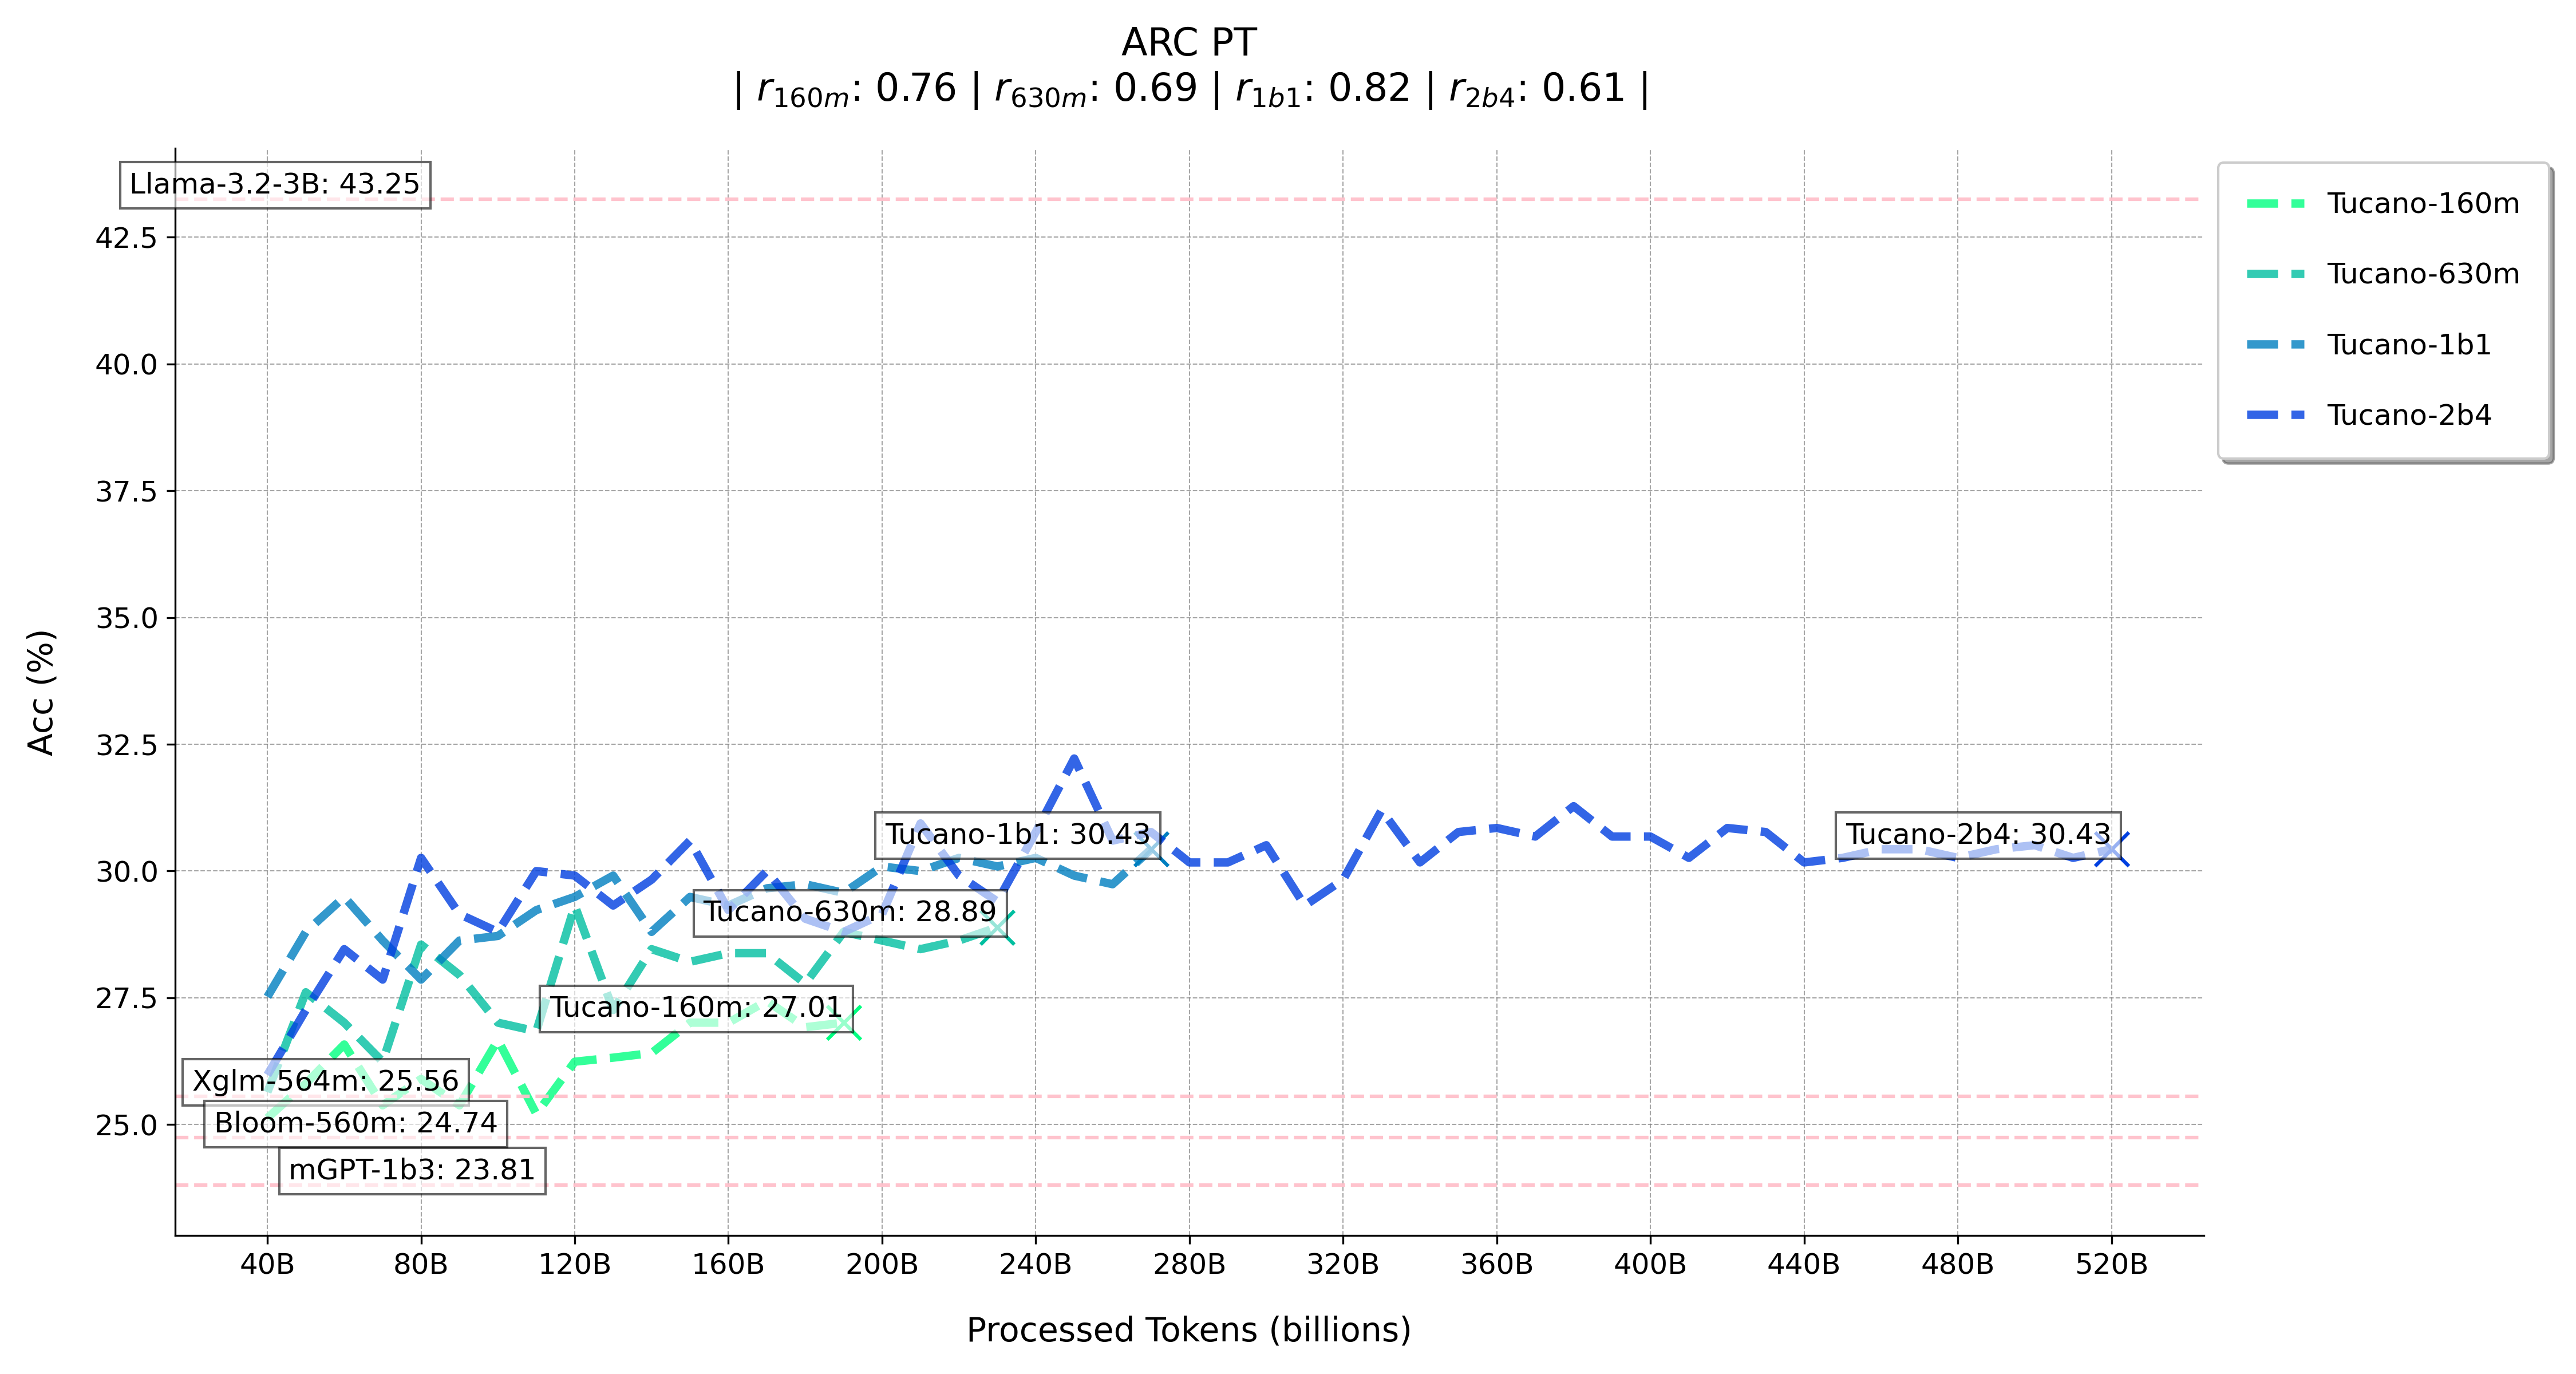 ARC PT
| r160m: 0.76 | r630m: 0.69 | r1b1: 0.82 | r2b4: 0.61 |
Llama-3.2-3B: 43.25
Tucano-160m
Tucano-630m
Tucano-1b1
Tucano-2b4
Acc (%)
42.5
40.0
37.5
35.0
32.5
30.0
27.5
25.0
Tucano-1b1: 30.43
Tucano-2b4: 30.43
Tucano-630m: 28.89
Tucano-160m: 27.01
Xglm-564m: 25.56
Bloom-560m: 24.74
mGPT-1b3: 23.81
40B 80B 120B 160B 200B 240B 280B 320B 360B 400B 440B 480B 520B
Processed Tokens (billions)